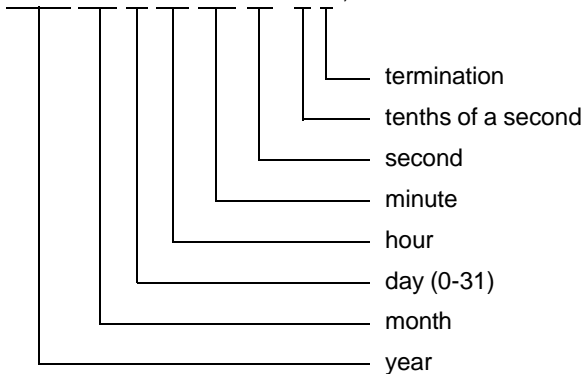 termination
tenths of a second
second
minute
hour
day (0-31)
month
year